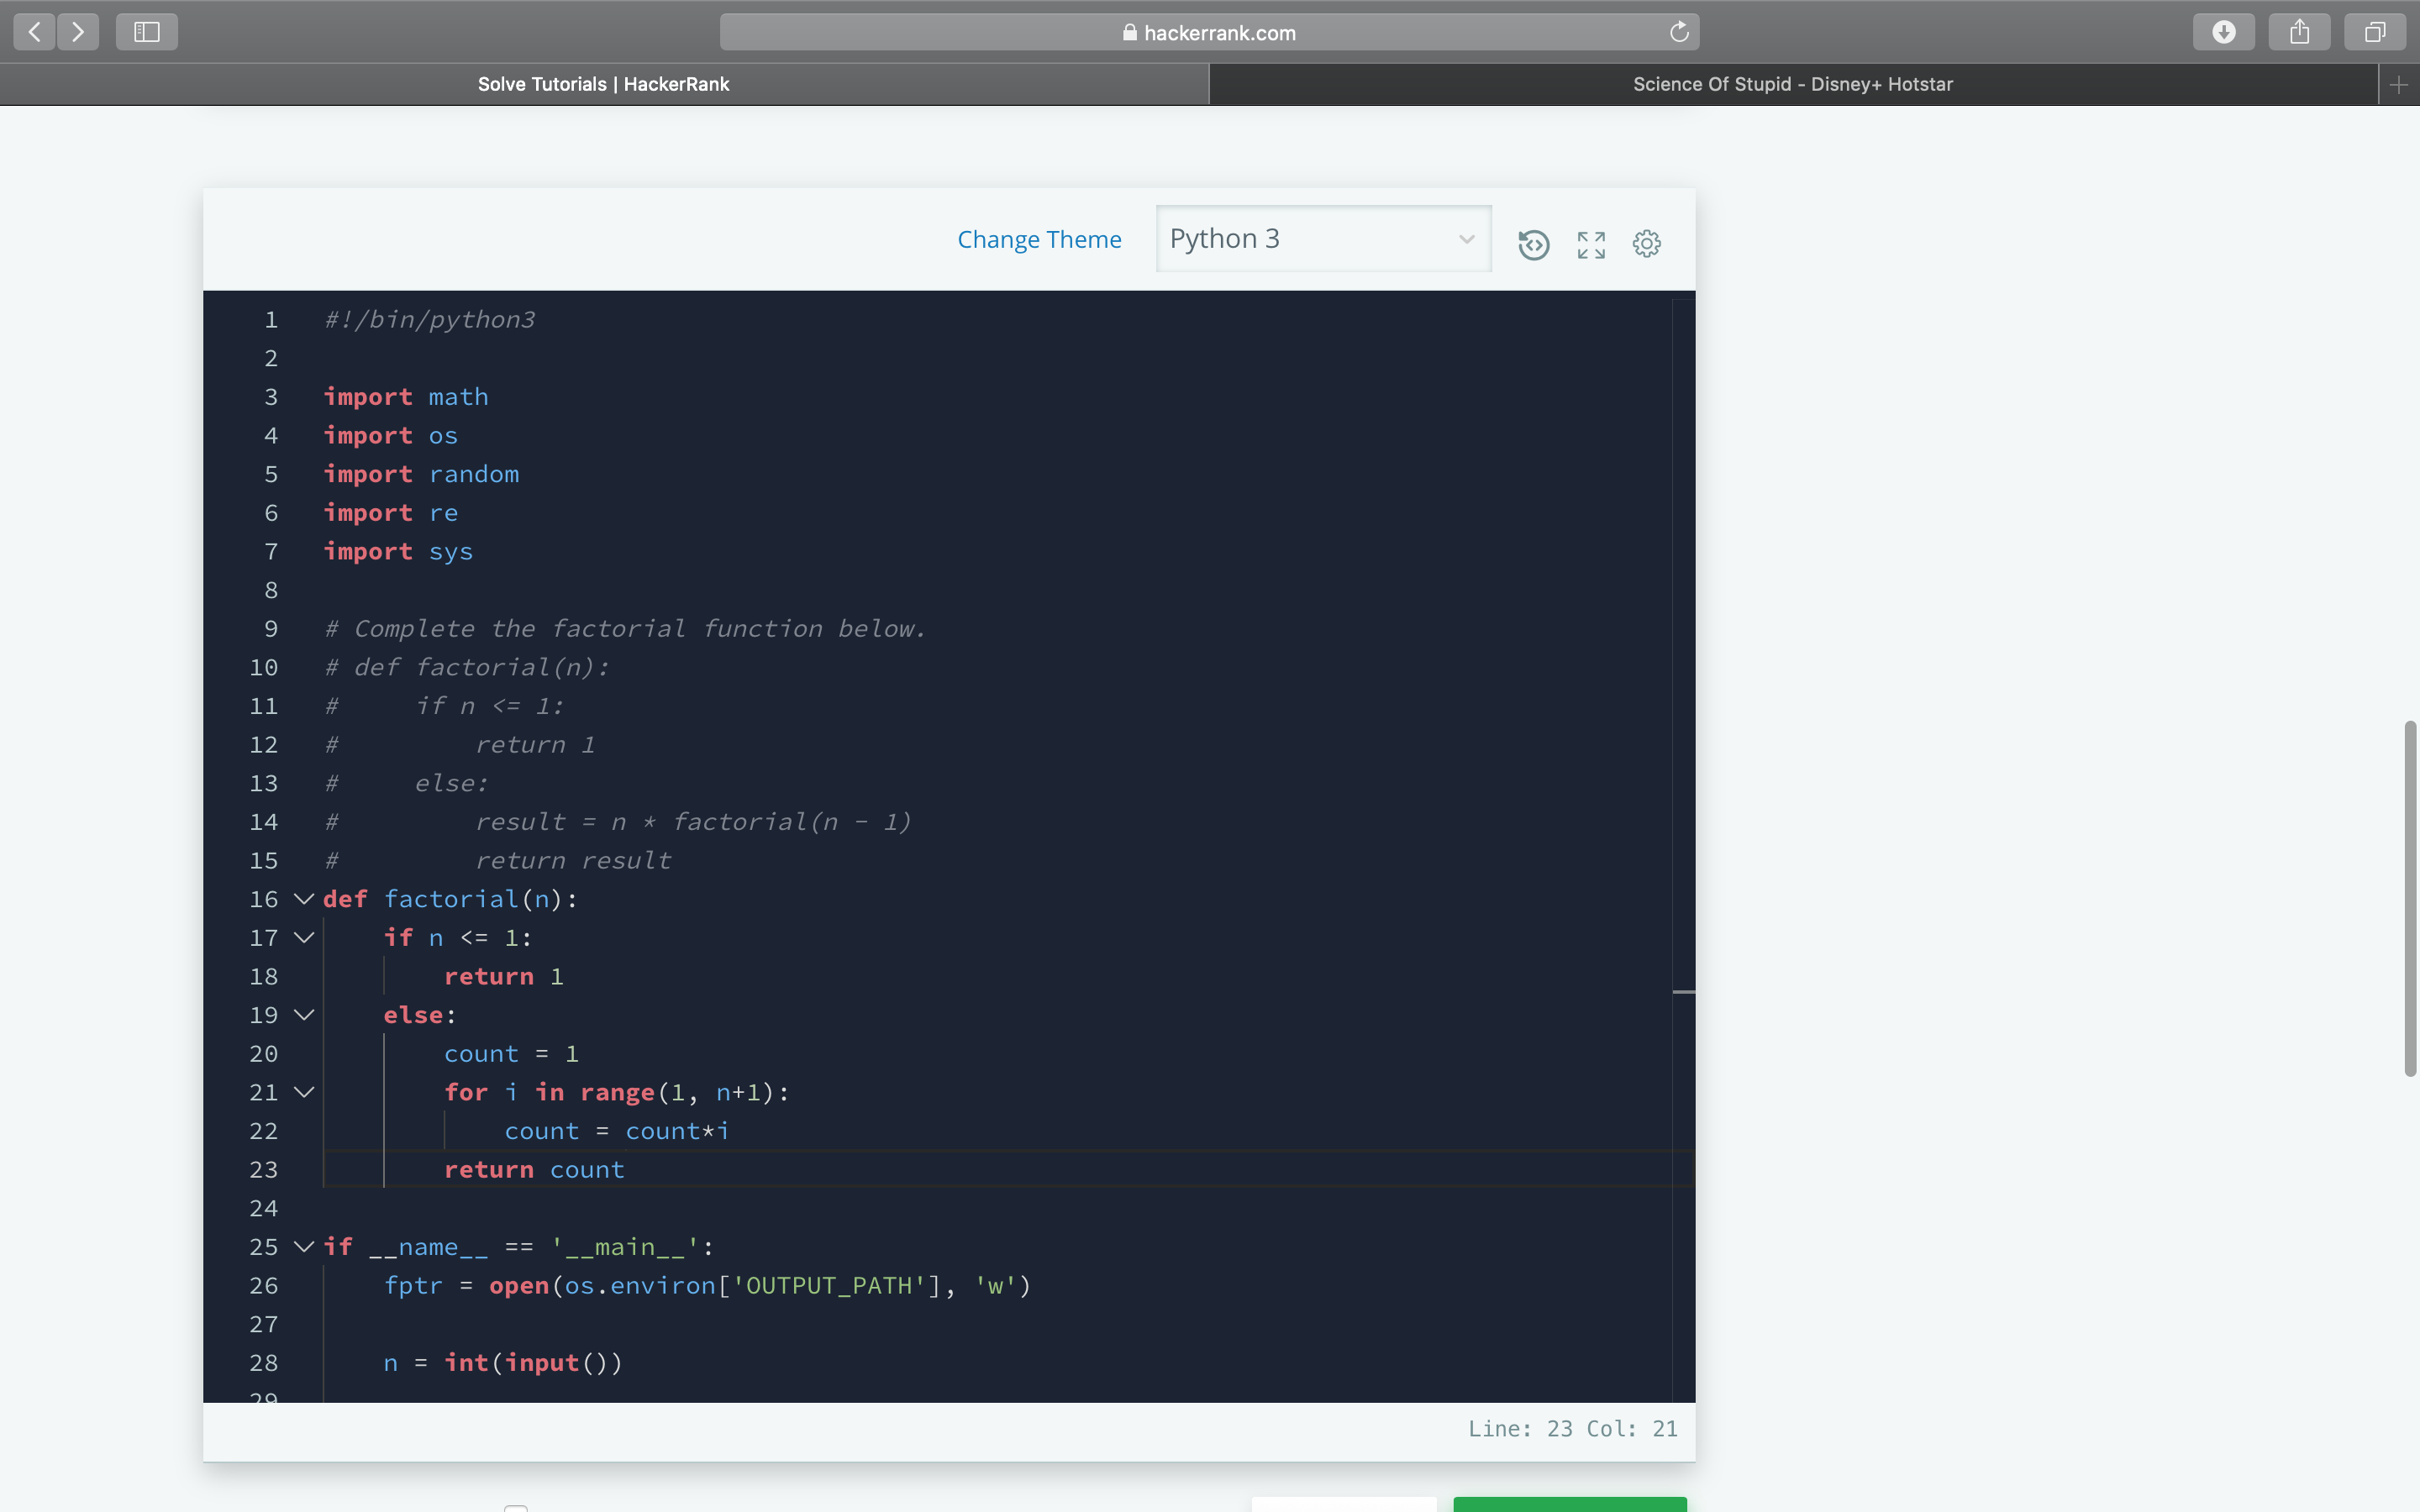 hackerrank.com
Solve Tutorials | HackerRank
Science Of Stupid - Disney+ Hotstar
Change Theme
Python 3
1 #!/bin/python3
2
3 import math
4 import os
5 import random
6 import re
7 import sys
8
9 # Complete the factorial function below.
10 # def factorial(n):
11 #     if n <= 1:
12 #         return 1
13 #     else:
14 #         result = n * factorial(n - 1)
15 #         return result
16 def factorial(n):
17     if n <= 1:
18         return 1
19     else:
20         count = 1
21         for i in range(1, n+1):
22             count = count*i
23         return count
24
25 if __name__ == '__main__':
26     fptr = open(os.environ['OUTPUT_PATH'], 'w')
27
28     n = int(input())
29
Line: 23 Col: 21